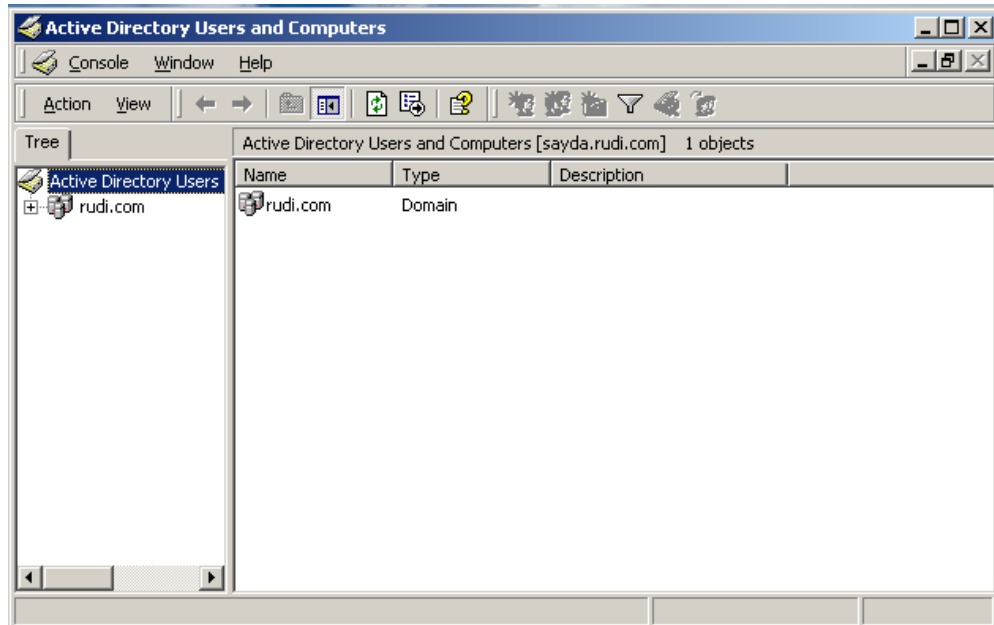 Active Directory Users and Computers
Console Window Help
Action View
Tree
Active Directory Users and Computers [sayda.rudi.com] 1 objects
Active Directory Users
rudi.com
Name Type Description
rudi.com Domain